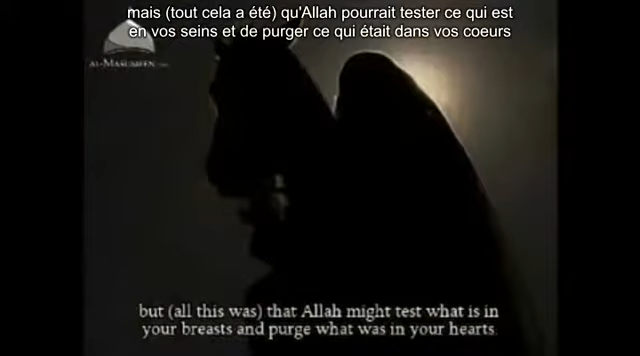 mais (tout cela a été) qu'Allah pourrait tester ce qui est
en vos seins et de purger ce qui était dans vos coeurs
AL-MASUMEEN
but (all this was) that Allah might test what is in
your breasts and purge what was in your hearts